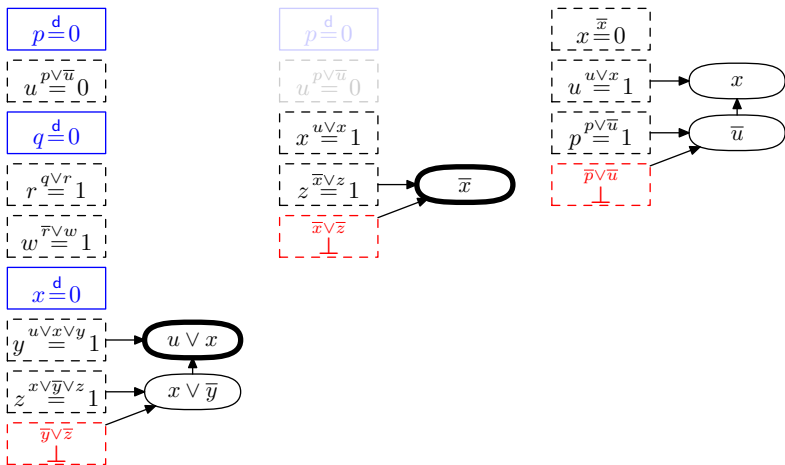 p =^d 0
u =^{p∨u̅} 0
q =^d 0
r =^{q∨r} 1
w =^{r̅∨w} 1
x =^d 0
y =^{u∨x∨y} 1
u ∨ x
z =^{x∨y̅∨z} 1
x ∨ y̅
y̅∨z̅
⊥
p =^d 0
u =^{p∨u̅} 0
x =^{u∨x} 1
z =^{x̅∨z} 1
x̅
x̅∨z̅
⊥
x =^{x̅} 0
u =^{u∨x} 1
x
p =^{p∨u̅} 1
u̅
p̅∨u̅
⊥